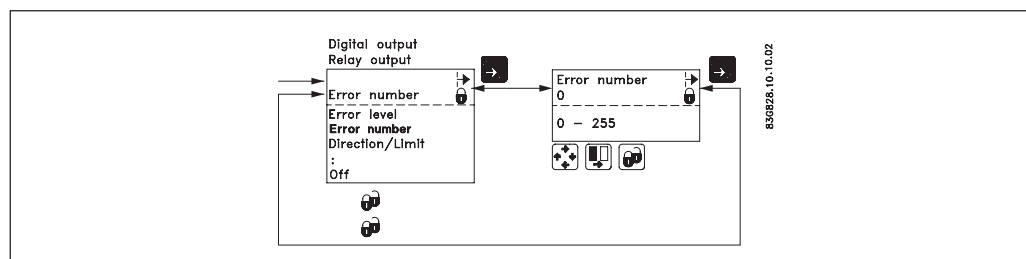 Digital output
Relay output
Error number
Error level
Error number
Direction/Limit
:
Off
Error number
0
0 - 255
83G828.10.10.02